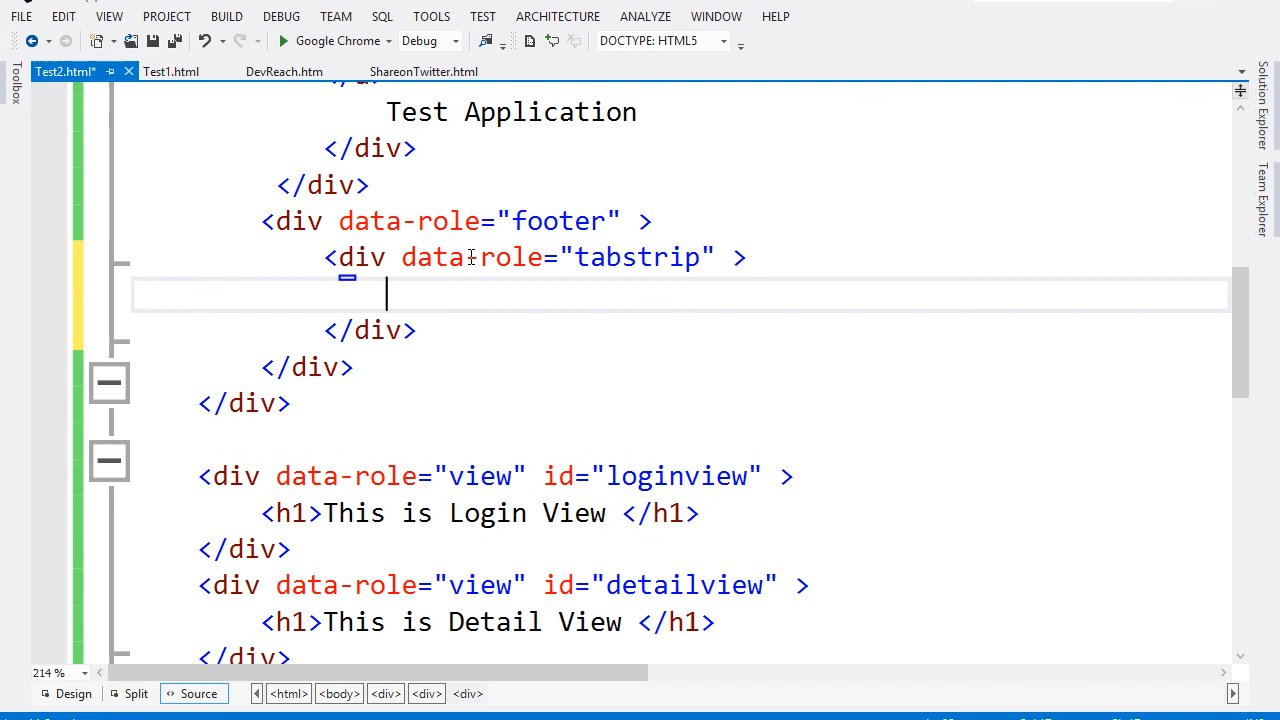 FILE EDIT VIEW PROJECT BUILD DEBUG TEAM SQL TOOLS TEST ARCHITECTURE ANALYZE WINDOW HELP
Google Chrome Debug DOCTYPE: HTML5
Test2.html* Test1.html DevReach.htm ShareonTwitter.html
Toolbox
Solution Explorer
Team Explorer
Test Application
</div>
</div>
<div data-role="footer" >
<div data-role="tabstrip" >
</div>
</div>
</div>
<div data-role="view" id="loginview" >
<h1>This is Login View </h1>
</div>
<div data-role="view" id="detailview" >
<h1>This is Detail View </h1>
</div>
214 %
Design Split Source <html> <body> <div> <div> <div>